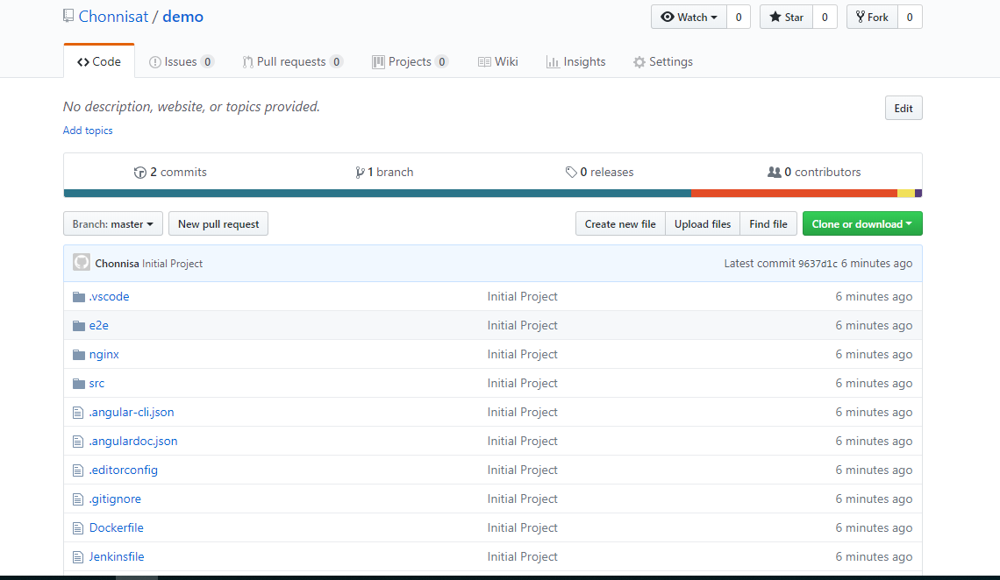 Chonnisat / demo
Watch 0 Star 0 Fork 0
Code Issues 0 Pull requests 0 Projects 0 Wiki Insights Settings
No description, website, or topics provided.
Edit
Add topics
2 commits 1 branch 0 releases 0 contributors
Branch: master New pull request Create new file Upload files Find file Clone or download
Chonnisa Initial Project Latest commit 9637d1c 6 minutes ago
.vscode Initial Project 6 minutes ago
e2e Initial Project 6 minutes ago
nginx Initial Project 6 minutes ago
src Initial Project 6 minutes ago
.angular-cli.json Initial Project 6 minutes ago
.angulardoc.json Initial Project 6 minutes ago
.editorconfig Initial Project 6 minutes ago
.gitignore Initial Project 6 minutes ago
Dockerfile Initial Project 6 minutes ago
Jenkinsfile Initial Project 6 minutes ago